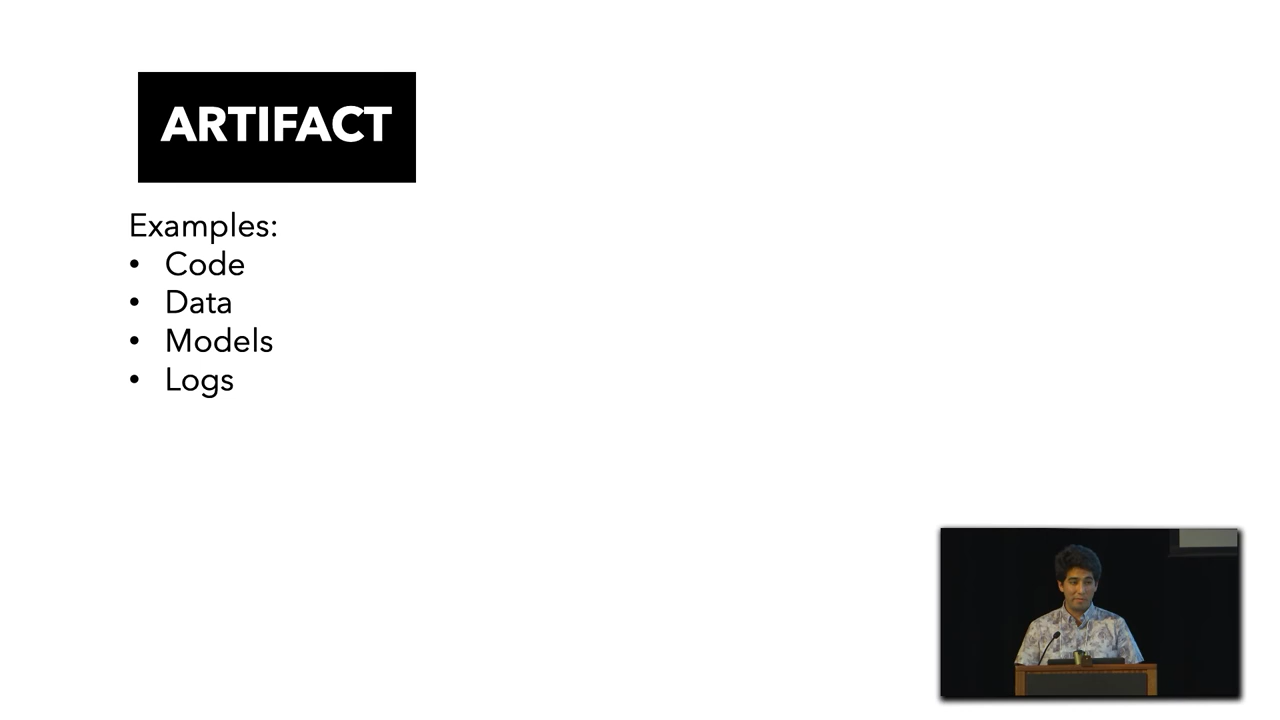 ARTIFACT
Examples:
• Code
• Data
• Models
• Logs